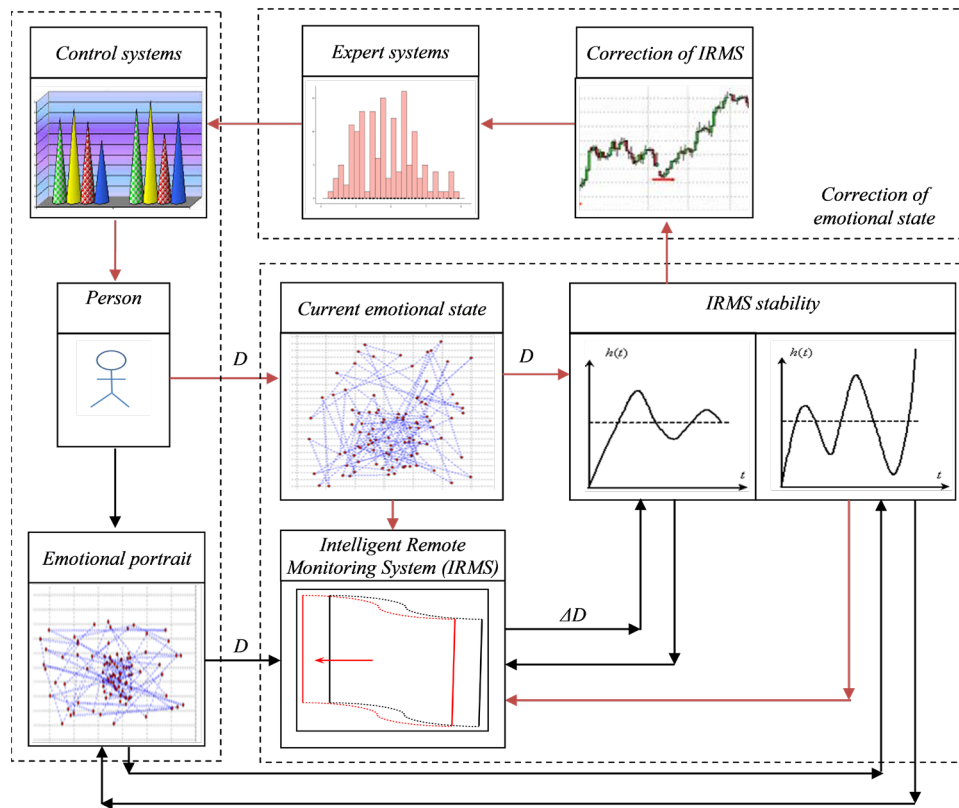 Control systems
Expert systems
Correction of IRMS
Correction of
emotional state
Person
D
Current emotional state
D
IRMS stability
h(t)
t
h(t)
t
Emotional portrait
D
Intelligent Remote
Monitoring System (IRMS)
ΔD